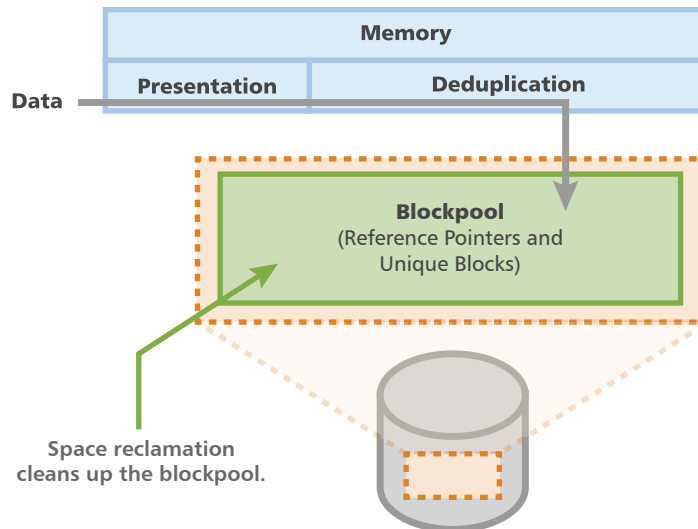 Memory
Presentation
Deduplication
Data
Blockpool
(Reference Pointers and
Unique Blocks)
Space reclamation
cleans up the blockpool.